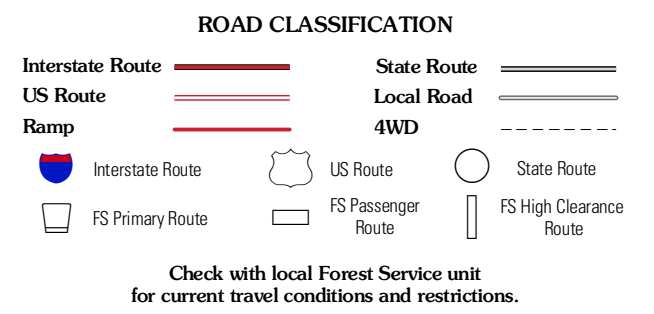 ROAD CLASSIFICATION
Interstate Route
State Route
US Route
Local Road
Ramp
4WD
Interstate Route
US Route
State Route
FS Primary Route
FS Passenger
Route
FS High Clearance
Route
Check with local Forest Service unit
for current travel conditions and restrictions.